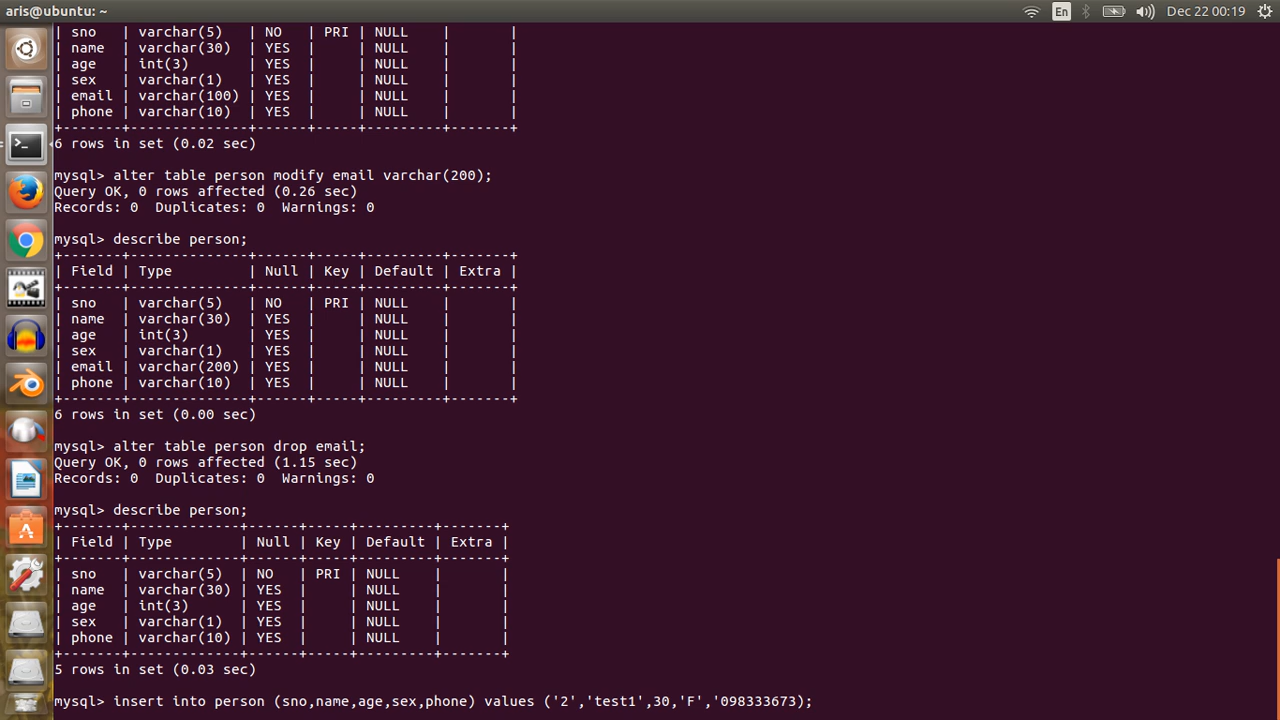 aris@ubuntu: ~ En Dec 22 00:19
| sno   | varchar(5)   | NO   | PRI | NULL    |       |
| name  | varchar(30)  | YES  |     | NULL    |       |
| age   | int(3)       | YES  |     | NULL    |       |
| sex   | varchar(1)   | YES  |     | NULL    |       |
| email | varchar(100) | YES  |     | NULL    |       |
| phone | varchar(10)  | YES  |     | NULL    |       |
+-------+--------------+------+-----+---------+-------+
6 rows in set (0.02 sec)
mysql> alter table person modify email varchar(200);
Query OK, 0 rows affected (0.26 sec)
Records: 0  Duplicates: 0  Warnings: 0
mysql> describe person;
+-------+--------------+------+-----+---------+-------+
| Field | Type         | Null | Key | Default | Extra |
+-------+--------------+------+-----+---------+-------+
| sno   | varchar(5)   | NO   | PRI | NULL    |       |
| name  | varchar(30)  | YES  |     | NULL    |       |
| age   | int(3)       | YES  |     | NULL    |       |
| sex   | varchar(1)   | YES  |     | NULL    |       |
| email | varchar(200) | YES  |     | NULL    |       |
| phone | varchar(10)  | YES  |     | NULL    |       |
+-------+--------------+------+-----+---------+-------+
6 rows in set (0.00 sec)
mysql> alter table person drop email;
Query OK, 0 rows affected (1.15 sec)
Records: 0  Duplicates: 0  Warnings: 0
mysql> describe person;
+-------+-------------+------+-----+---------+-------+
| Field | Type        | Null | Key | Default | Extra |
+-------+-------------+------+-----+---------+-------+
| sno   | varchar(5)  | NO   | PRI | NULL    |       |
| name  | varchar(30) | YES  |     | NULL    |       |
| age   | int(3)      | YES  |     | NULL    |       |
| sex   | varchar(1)  | YES  |     | NULL    |       |
| phone | varchar(10) | YES  |     | NULL    |       |
+-------+-------------+------+-----+---------+-------+
5 rows in set (0.03 sec)
mysql> insert into person (sno,name,age,sex,phone) values ('2','test1',30,'F','098333673);